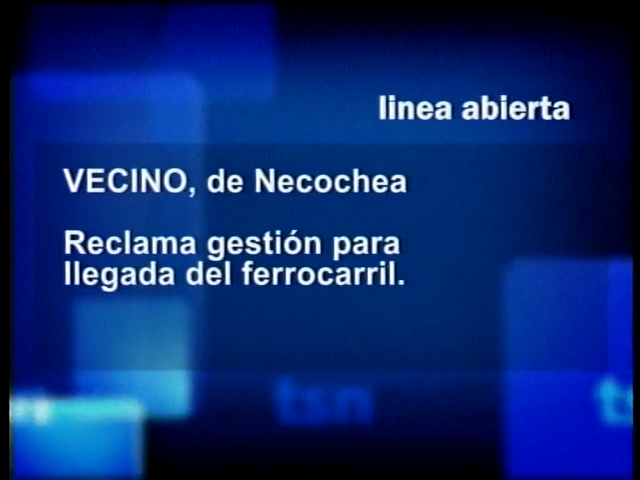 linea abierta
VECINO, de Necochea
Reclama gestión para
llegada del ferrocarril.
tsn